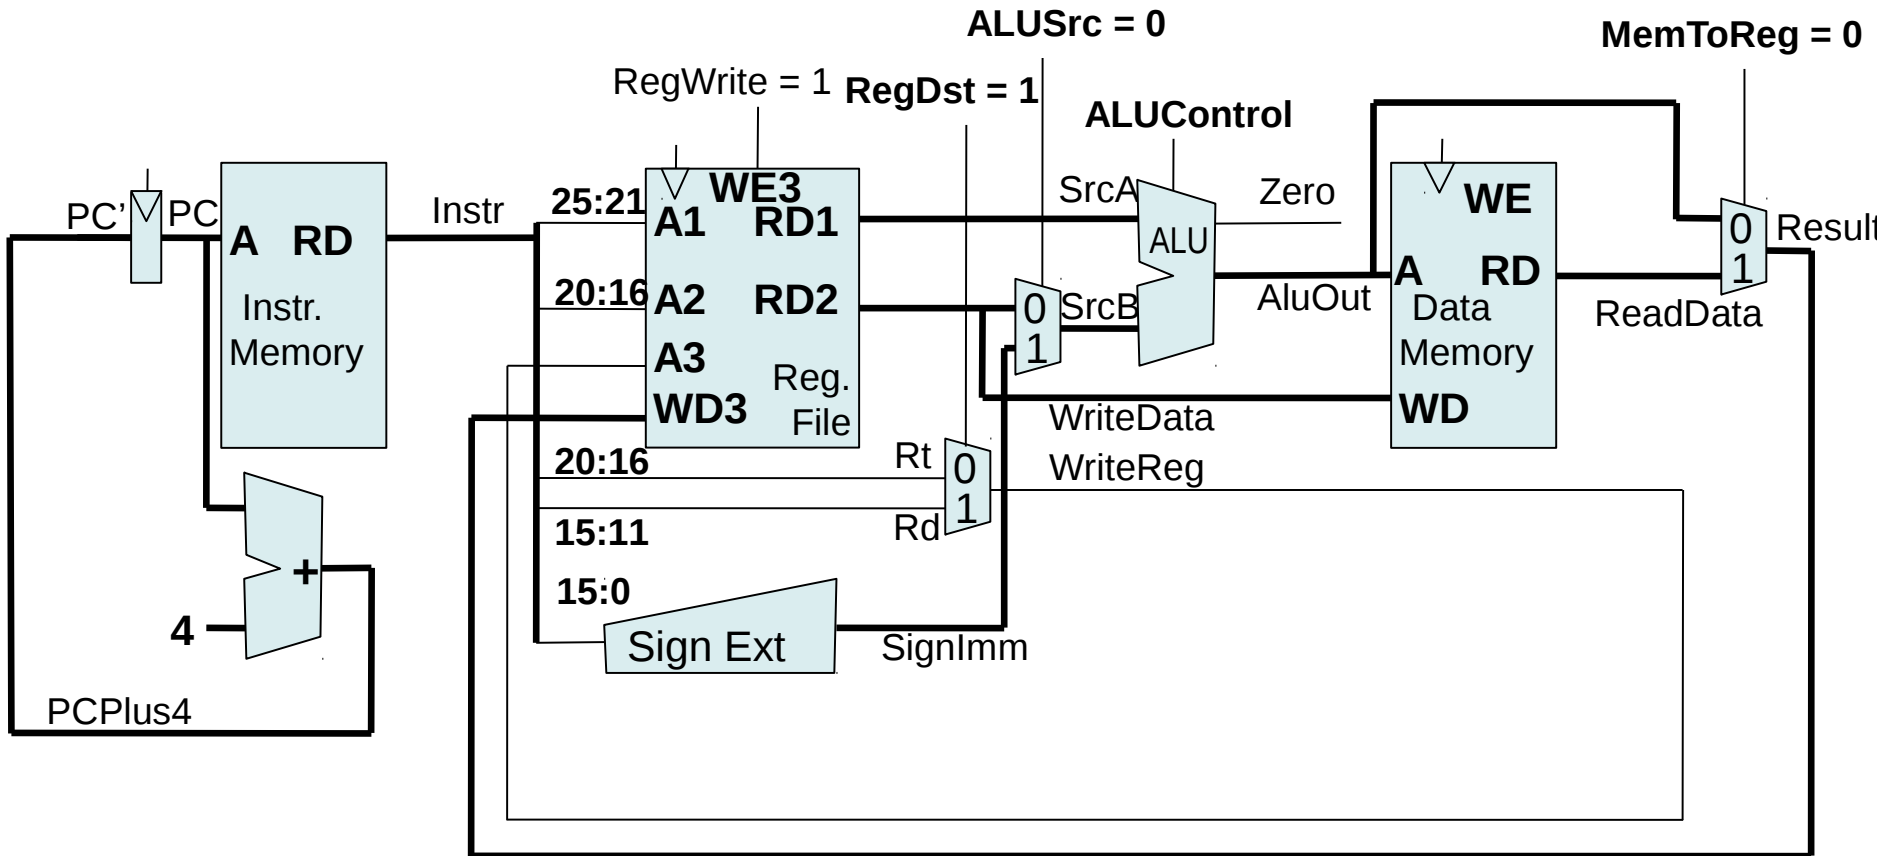 ALUSrc = 0
MemToReg = 0
RegWrite = 1
RegDst = 1
ALUControl
PC’
PC
A RD
Instr.
Memory
Instr
25:21
20:16
WE3
A1 RD1
A2 RD2
A3
WD3
Reg.
File
SrcA
SrcB
0
1
ALU
Zero
AluOut
WE
A RD
Data
Memory
WD
0
1
Result
ReadData
WriteData
WriteReg
20:16
Rt
0
1
Rd
15:11
15:0
Sign Ext
SignImm
+
4
PCPlus4